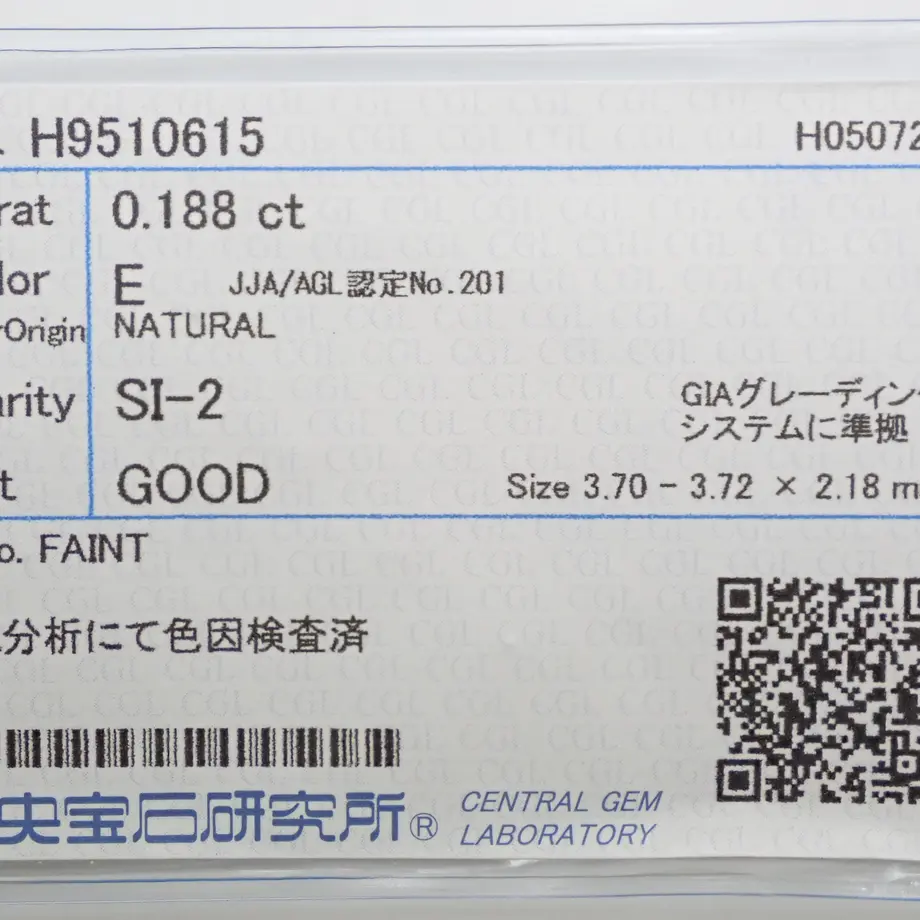 . H9510615
H05072
rat 0.188 ct
lor E JJA/AGL認定No.201
rOrigin NATURAL
arity SI-2
GIAグレーディング
システムに準拠
t GOOD Size 3.70 - 3.72 × 2.18 m
o. FAINT
分析にて色因検査済
央宝石研究所®
CENTRAL GEM
LABORATORY